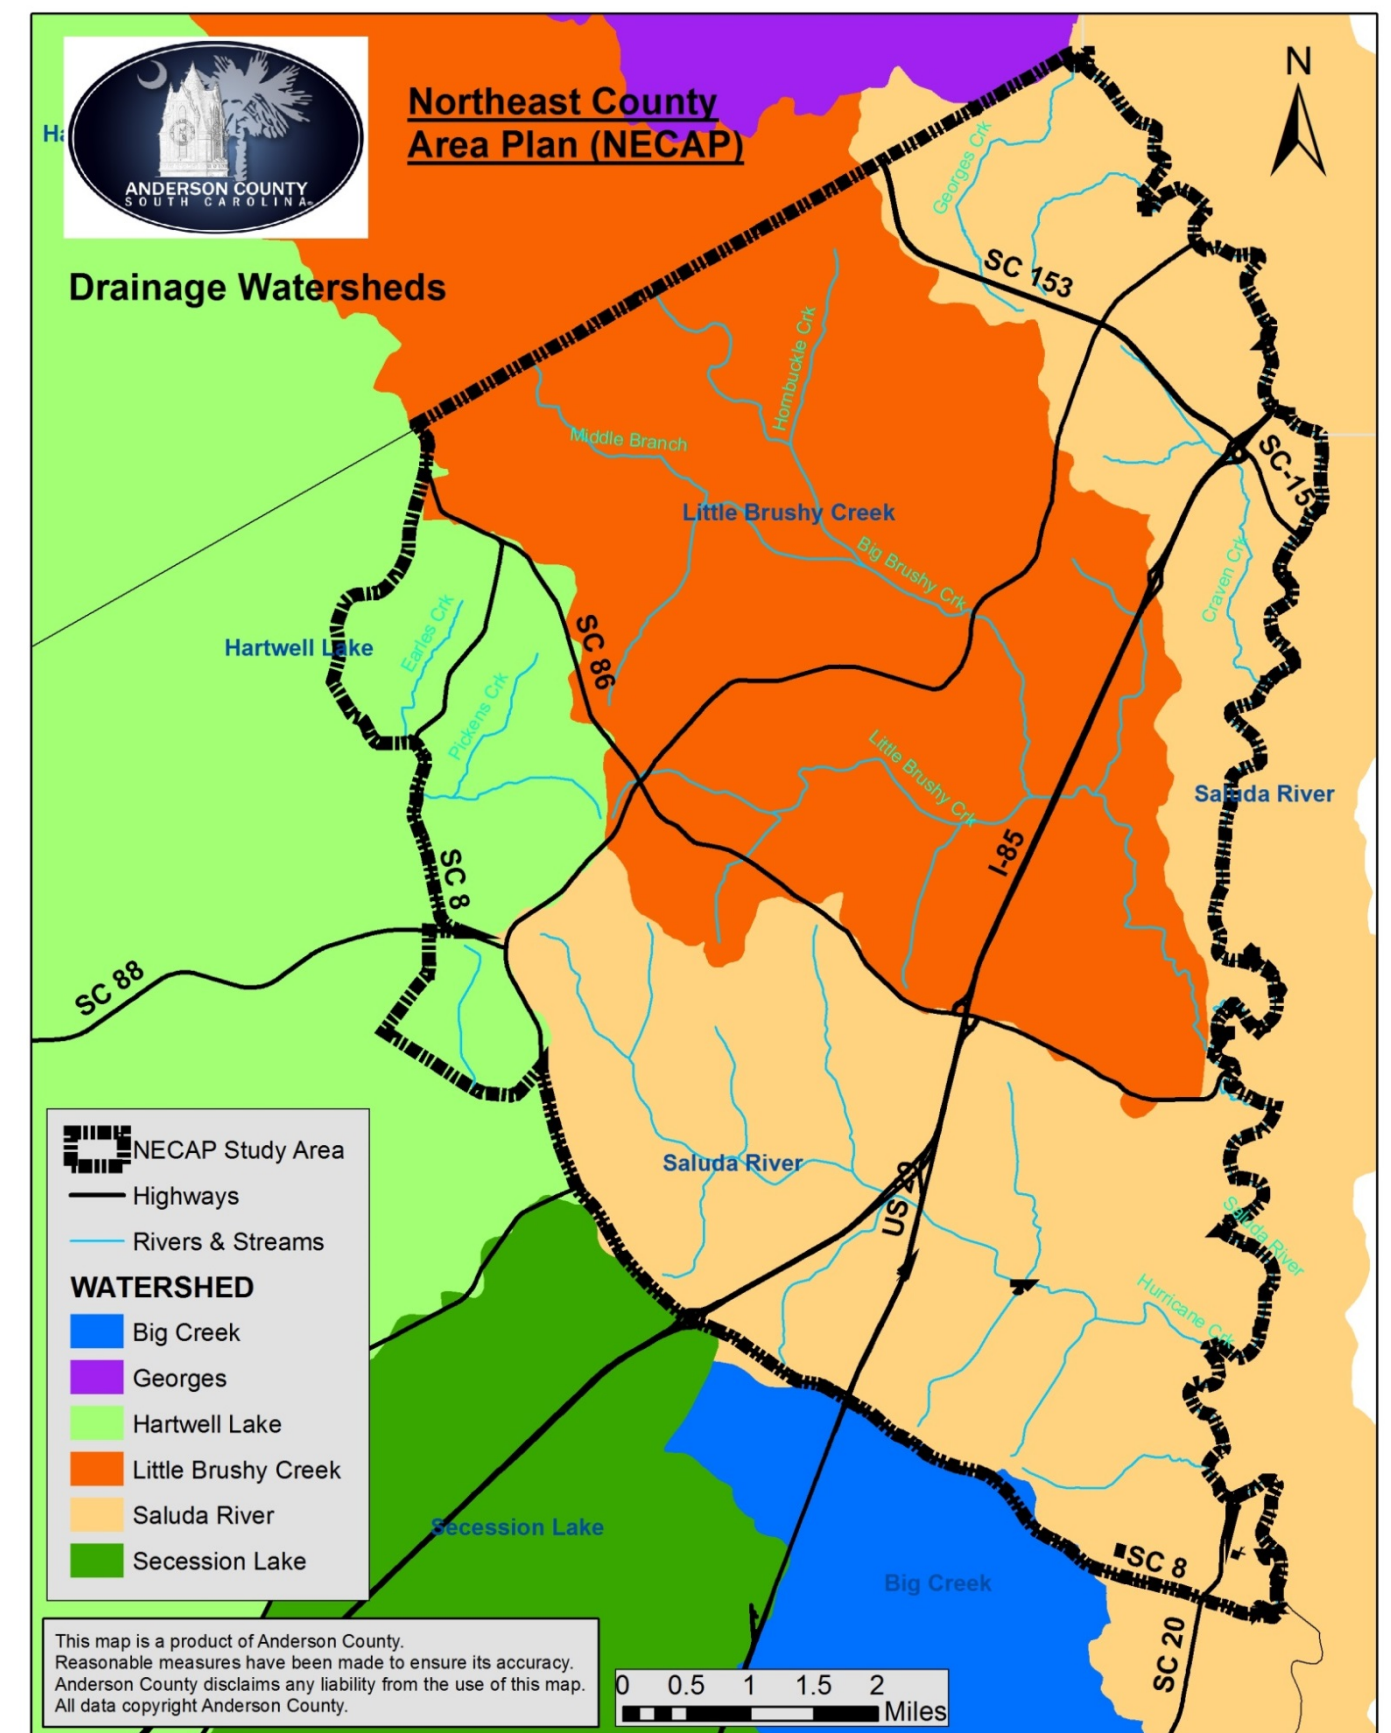 N
Northeast County
Area Plan (NECAP)
ANDERSON COUNTY
SOUTH CAROLINA
Drainage Watersheds
Georges Crk
SC 153
Hornbuckle Crk
Middle Branch
SC-15
Little Brushy Creek
Big Brushy Crk
Craven Crk
Earles Crk
SC 86
Hartwell Lake
Pickens Crk
Little Brushy Crk
Saluda River
I-85
SC 8
SC 88
Saluda River
US 29
Saluda River
Hurricane Crk
NECAP Study Area
Highways
Rivers & Streams
WATERSHED
Big Creek
Georges
Hartwell Lake
Little Brushy Creek
Saluda River
Secession Lake
Secession Lake
Big Creek
SC 8
SC 20
This map is a product of Anderson County.
Reasonable measures have been made to ensure its accuracy.
Anderson County disclaims any liability from the use of this map.
All data copyright Anderson County.
0 0.5 1 1.5 2
Miles